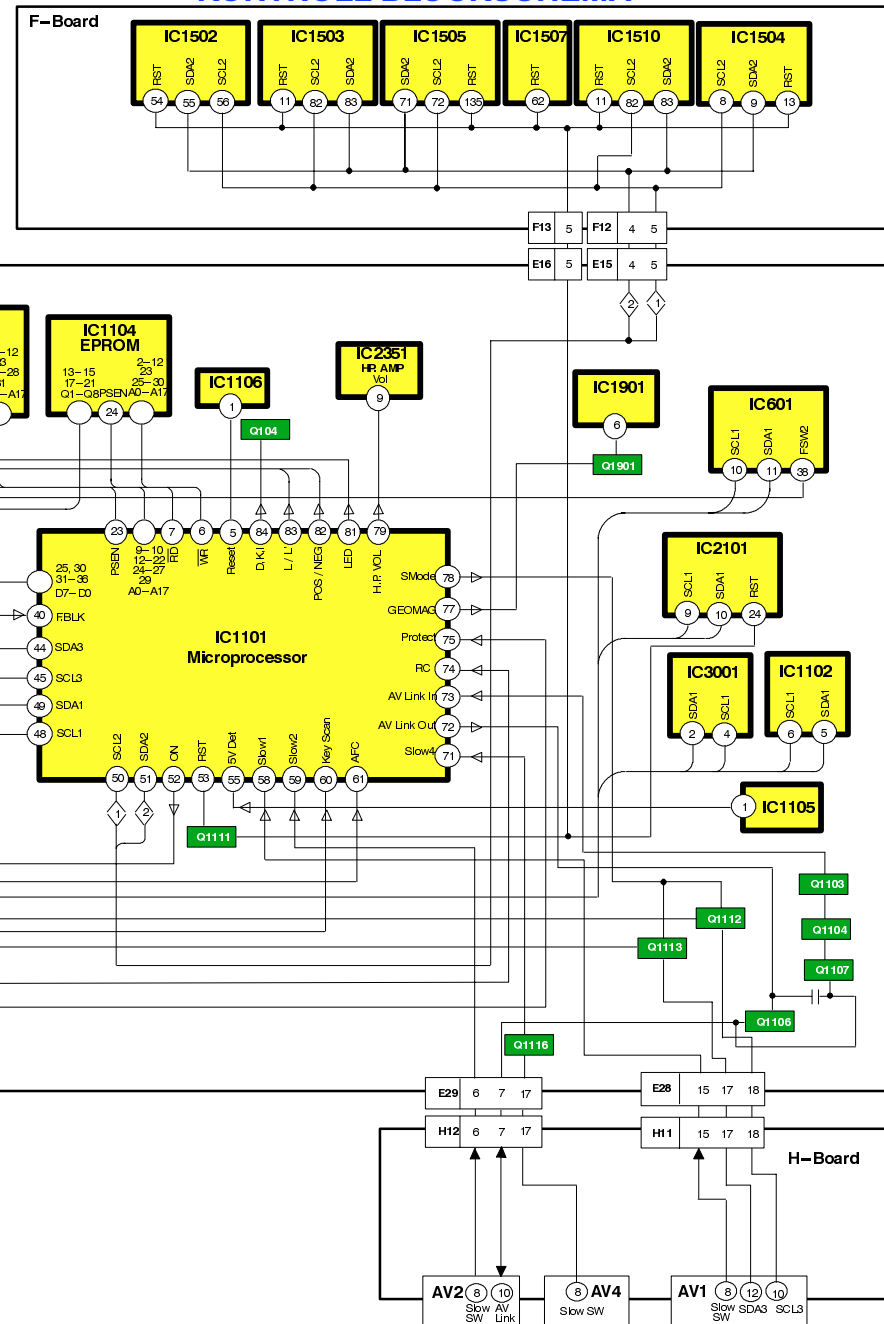 F–Board
IC1502 IC1503 IC1505 IC1507 IC1510 IC1504
RST SDA2 SCL2 RST SCL2 SDA2 SDA2 SCL2 RST RST SCL2 SDA2 SCL2 SDA2 RST
54 55 56 11 82 83 71 72 135 62 11 82 83 8 9 13
F13 5 F12 4 5
E16 5 E15 4 5
2 1
IC1104
EPROM
13–15
17–21
Q1–Q8
PSEN
2–12
23
25–30
A0–A17
24
IC1106
1
Q104
IC2351
HP. AMP
Vol
9
IC1901
6
Q1901
IC601
SCL1 SDA1 FSW2
10 11 38
IC2101
SCL1 SDA1 RST
9 10 24
IC3001
SDA1 SCL1
2 4
IC1102
SCL1 SDA1
6 5
1 IC1105
23 7 6 5 84 83 82 81 79
PSEN
9–10
12–22
24–27
29
A0–A17
RD WR Reset D.K.I L / L' POS / NEG LED H.P. VOL
25, 30
31–36
D7–D0
40 F.BLK
44 SDA3
45 SCL3
49 SDA1
48 SCL1
IC1101
Microprocessor
SMode 78
GEOMAG 77
Protect 75
RC 74
AV Link In 73
AV Link Out 72
Slow4 71
SCL2 SDA2 ON RST 5V Det Slow1 Slow2 Key Scan AFC
50 51 52 53 55 58 59 60 61
1 2
Q1111
Q1103
Q1112
Q1104
Q1113
Q1107
Q1106
Q1116
E29 6 7 17
E28 15 17 18
H12 6 7 17
H11 15 17 18
H–Board
AV2 8 10
Slow
SW
AV
Link
8 AV4
Slow SW
AV1 8 12 10
Slow
SW
SDA3 SCL3